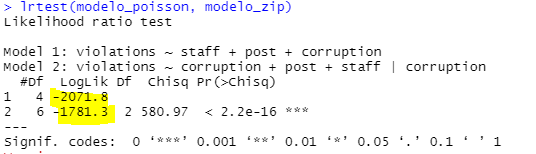 > lrtest(modelo_poisson, modelo_zip)
Likelihood ratio test

Model 1: violations ~ staff + post + corruption
Model 2: violations ~ corruption + post + staff | corruption
  #Df  LogLik Df  Chisq Pr(>Chisq)
1   4 -2071.8
2   6 -1781.3  2 580.97  < 2.2e-16 ***
---
Signif. codes:  0 ‘***’ 0.001 ‘**’ 0.01 ‘*’ 0.05 ‘.’ 0.1 ‘ ’ 1